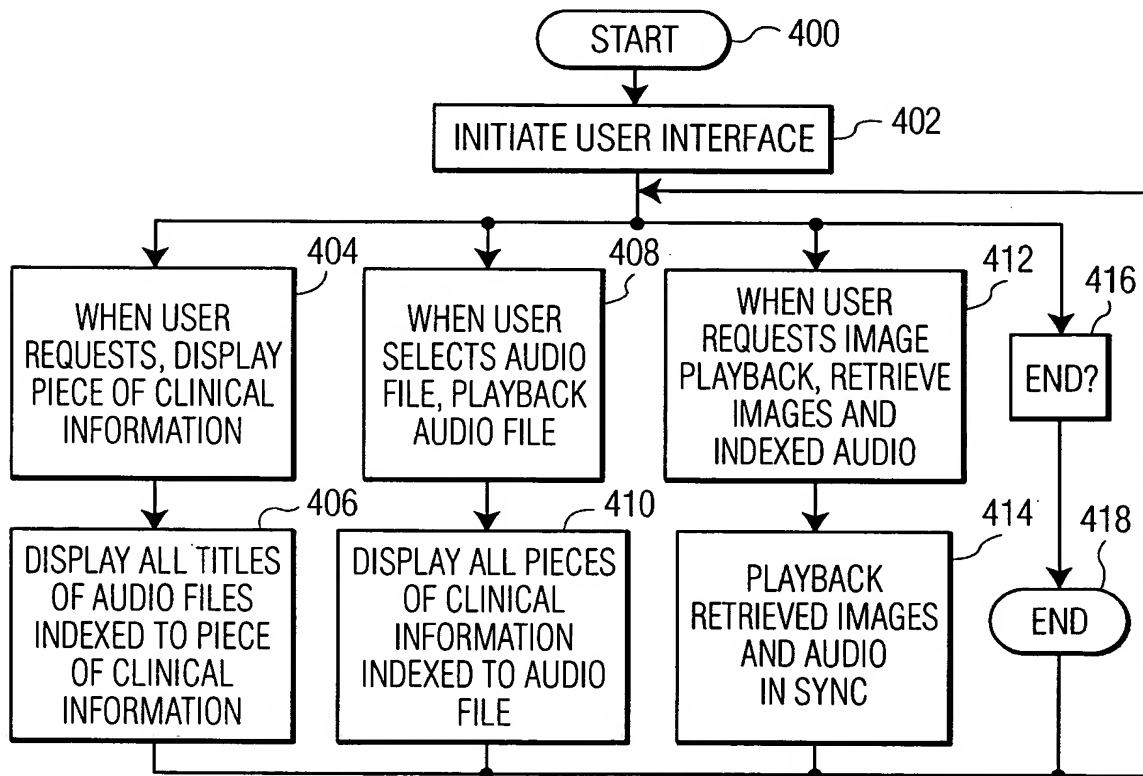 START
400
INITIATE USER INTERFACE
402
404
WHEN USER
REQUESTS, DISPLAY
PIECE OF CLINICAL
INFORMATION
408
WHEN USER
SELECTS AUDIO
FILE, PLAYBACK
AUDIO FILE
412
WHEN USER
REQUESTS IMAGE
PLAYBACK, RETRIEVE
IMAGES AND
INDEXED AUDIO
416
END?
406
DISPLAY ALL TITLES
OF AUDIO FILES
INDEXED TO PIECE
OF CLINICAL
INFORMATION
410
DISPLAY ALL PIECES
OF CLINICAL
INFORMATION
INDEXED TO AUDIO
FILE
414
PLAYBACK
RETRIEVED IMAGES
AND AUDIO
IN SYNC
418
END